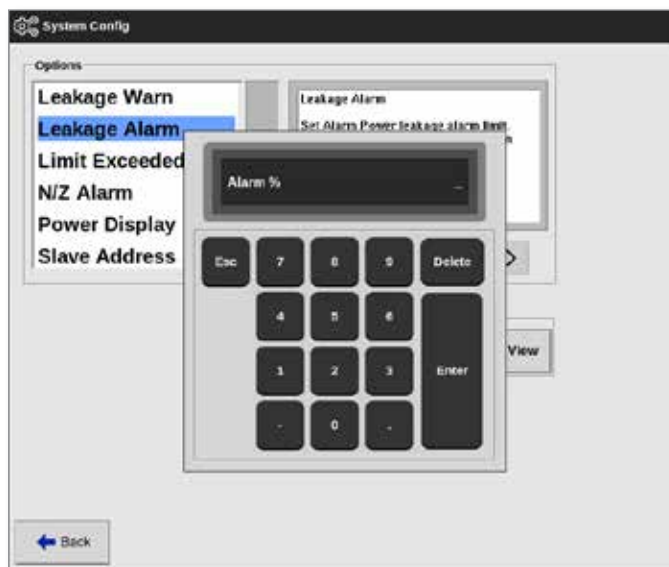 System Config
Options
Leakage Warn
Leakage Alarm
Limit Exceeded
N/Z Alarm
Power Display
Slave Address
Leakage Alarm
Set Alarm Power leakage alarm limit.
Alarm % _
Esc 7 8 9 Delete
4 5 6
1 2 3 Enter
- 0 .
View
Back